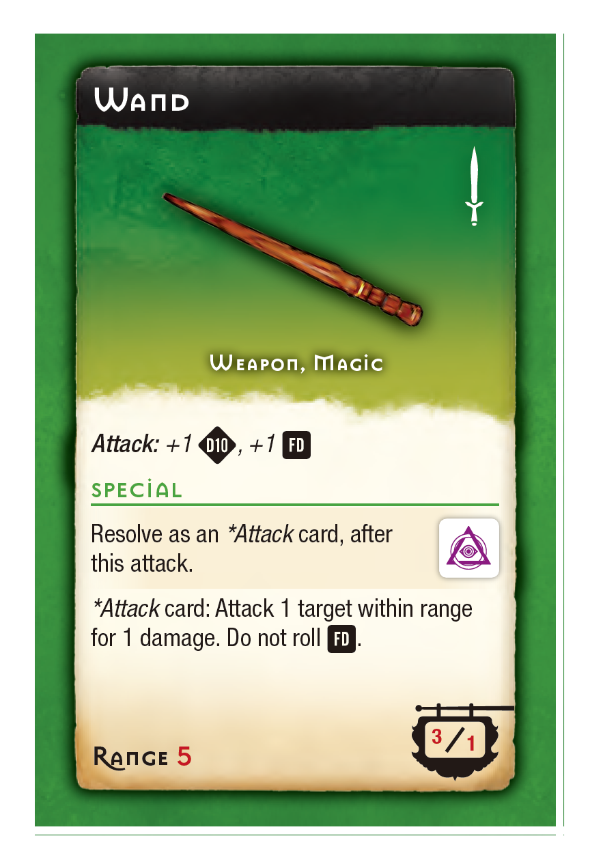 Wand
Weapon, Magic
Attack: +1 D10, +1 FD
SPECIAL
Resolve as an *Attack card, after
this attack.
*Attack card: Attack 1 target within range
for 1 damage. Do not roll FD.
Range 5
3/1